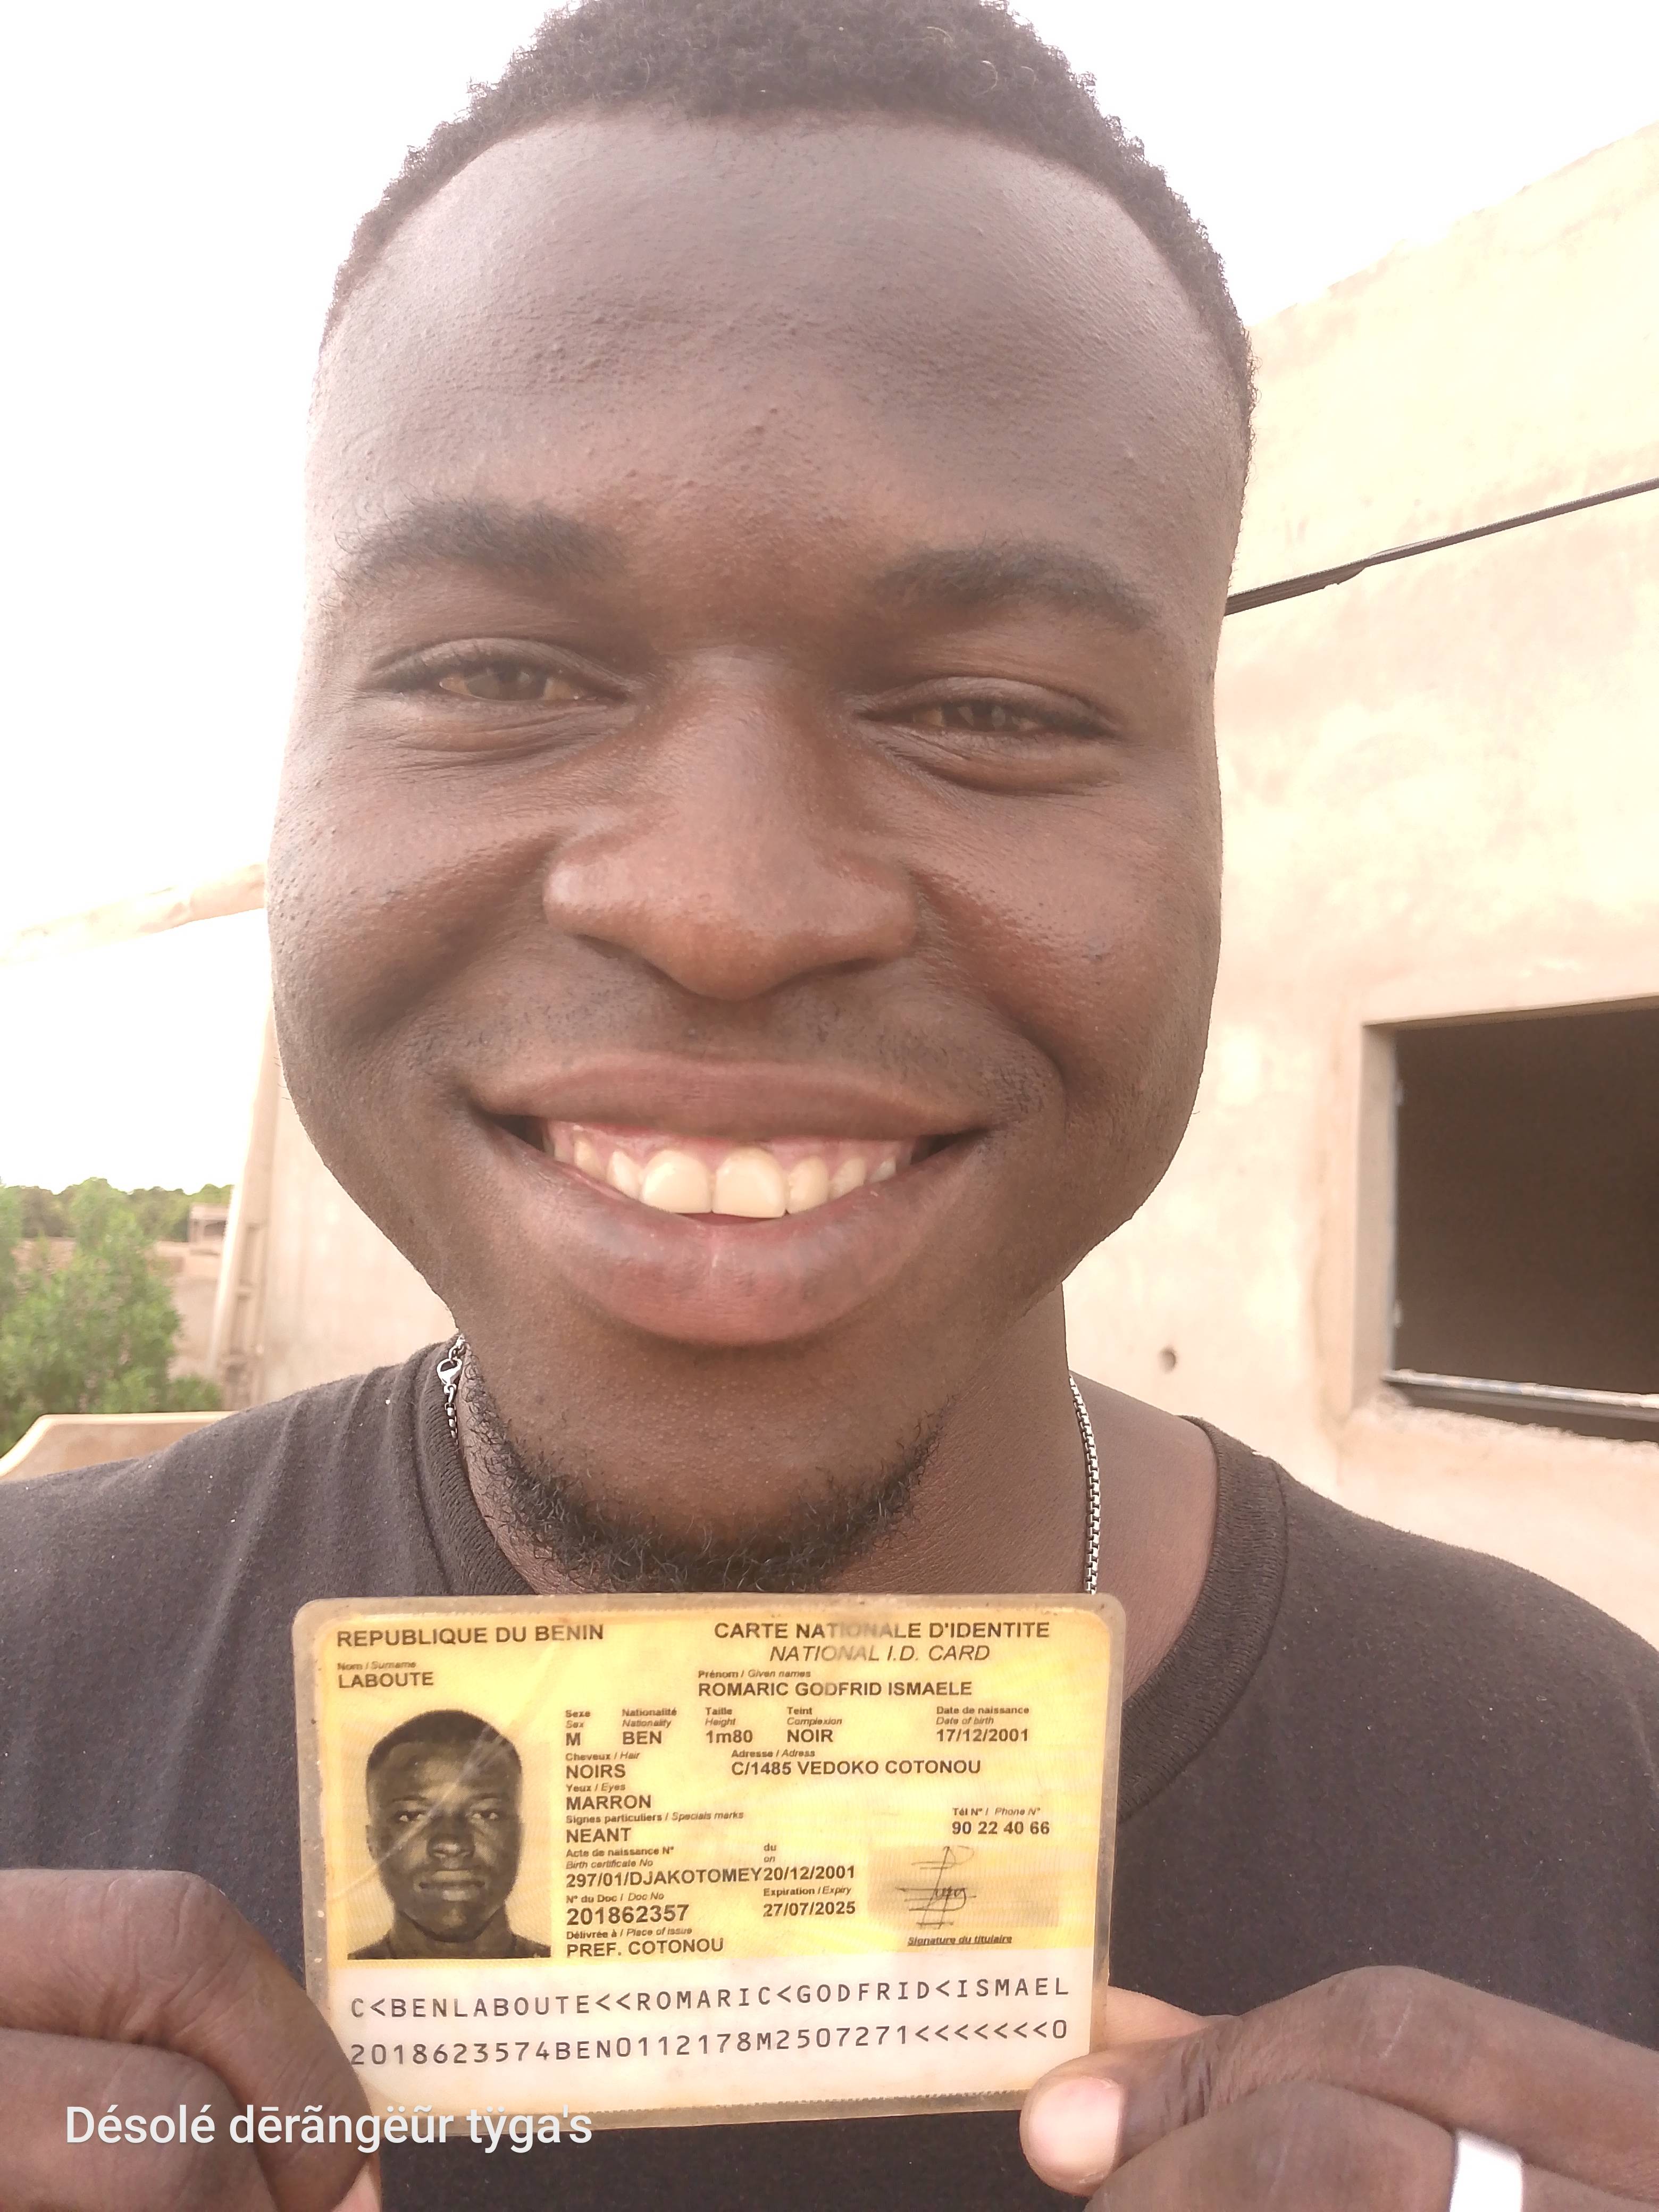 REPUBLIQUE DU BENIN
CARTE NATIONALE D'IDENTITE
NATIONAL I.D. CARD
Nom / Surname
LABOUTE
Prénom / Given names
ROMARIC GODFRID ISMAELE
Sexe Nationalité Taille Teint Date de naissance
Sex Nationality Height Complexion Date of birth
M BEN 1m80 NOIR 17/12/2001
Cheveux / Hair Adresse / Adress
NOIRS C/1485 VEDOKO COTONOU
Yeux / Eyes
MARRON
Signes particuliers / Specials marks Tél N° / Phone N°
NEANT 90 22 40 66
Acte de naissance N° du
Birth certificate No on
297/01/DJAKOTOMEY 20/12/2001
N° du Doc / Doc No Expiration / Expiry
201862357 27/07/2025
Délivrée à / Place of issue
PREF. COTONOU
Signature du titulaire
C<BENLABOUTE<<ROMARIC<GODFRID<ISMAEL
2018623574BEN0112178M2507271<<<<<<<0
Désolé dērãngëũr tÿga's